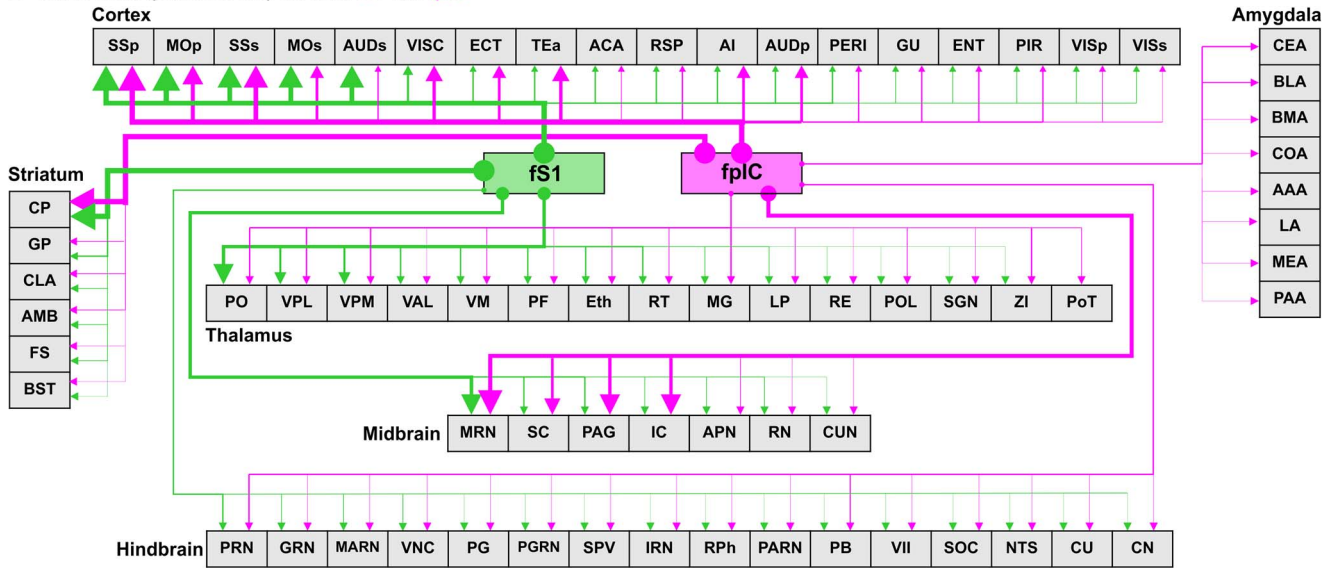 Cortex
Amygdala
SSp MOp SSs MOs AUDs VISC ECT TEa ACA RSP AI AUDp PERI GU ENT PIR VISp VISs
CEA
BLA
BMA
COA
AAA
LA
MEA
PAA
fS1 fpIC
Striatum
CP
GP
CLA
AMB
FS
BST
PO VPL VPM VAL VM PF Eth RT MG LP RE POL SGN ZI PoT
Thalamus
Midbrain MRN SC PAG IC APN RN CUN
Hindbrain PRN GRN MARN VNC PG PGRN SPV IRN RPh PARN PB VII SOC NTS CU CN